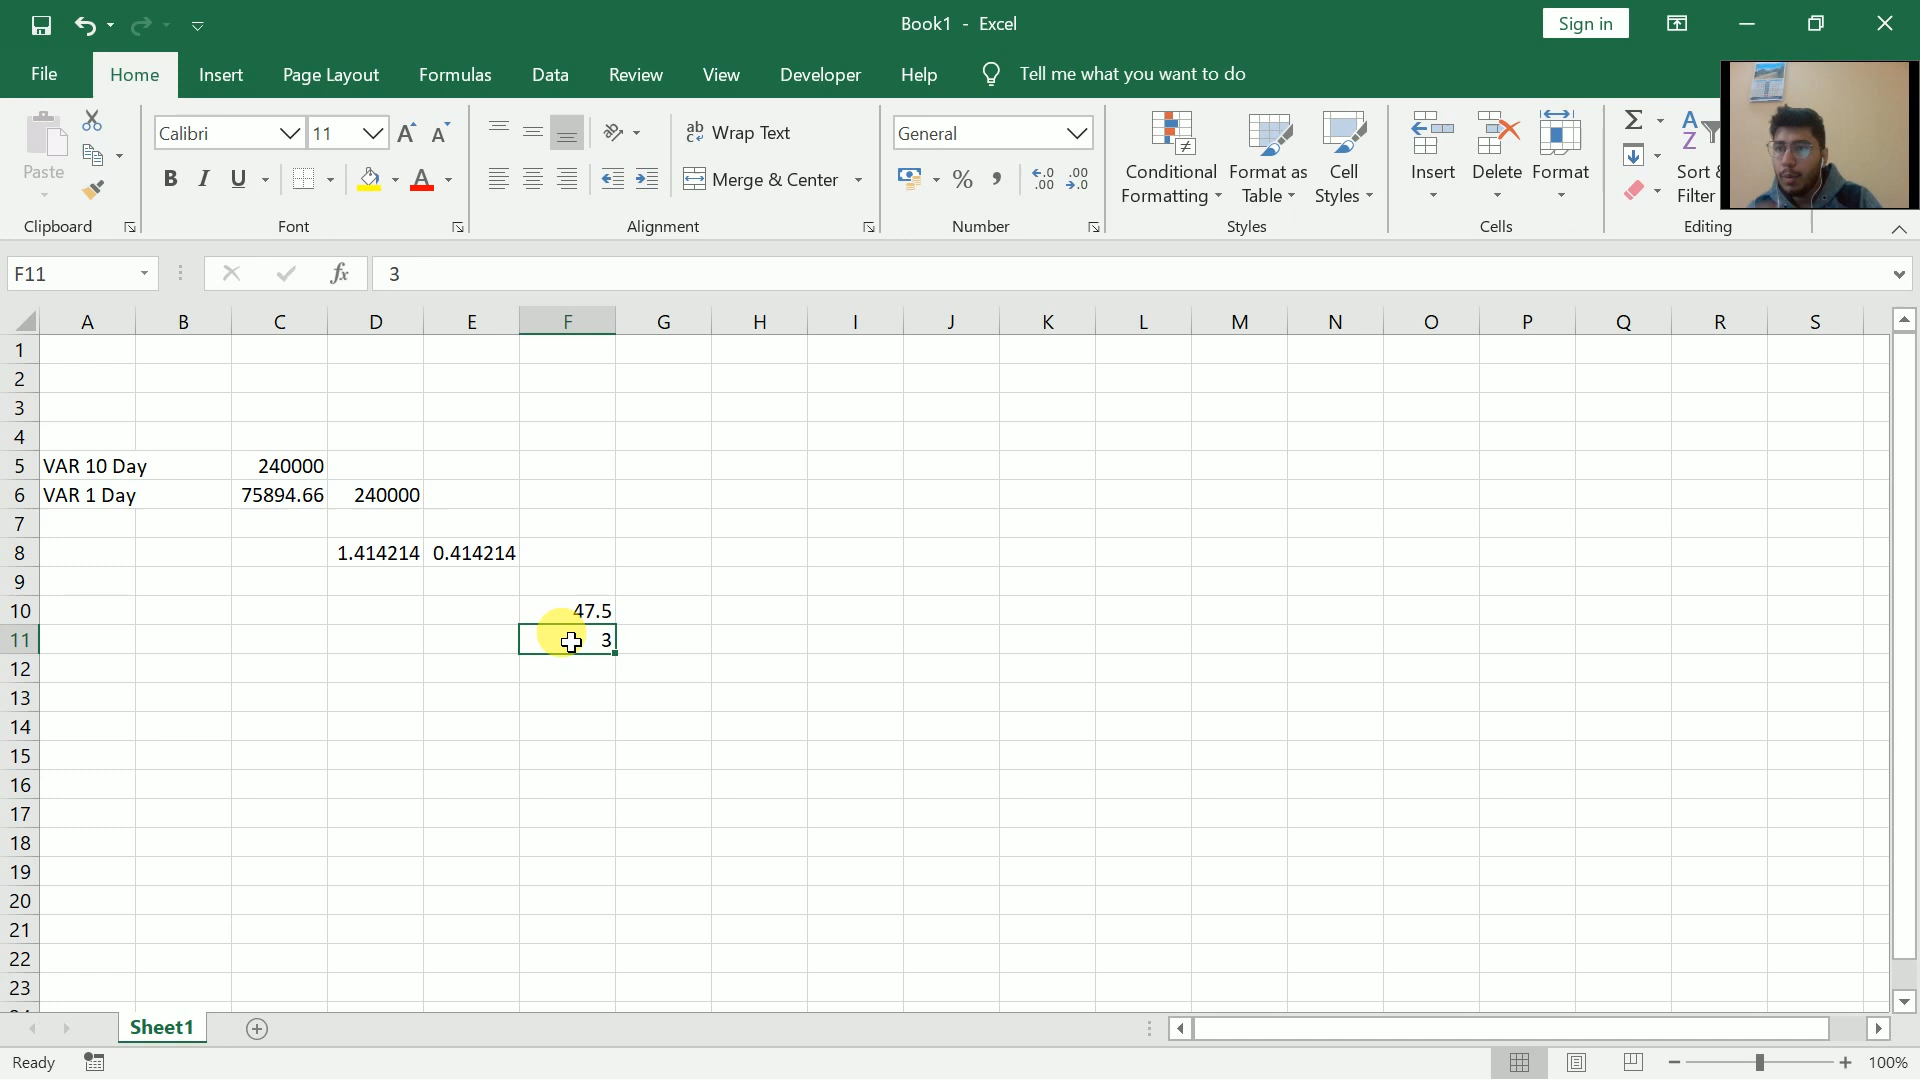 Book1 - Excel
Sign in
File Home Insert Page Layout Formulas Data Review View Developer Help Tell me what you want to do
Paste
Clipboard
Calibri 11
B I U
Font
ab Wrap Text
Merge & Center
Alignment
General
% ,
Number
Conditional Formatting
Format as Table
Cell Styles
Styles
Insert Delete Format
Cells
Sort &
Filter
Editing
F11 fx 3
A B C D E F G H I J K L M N O P Q R S
1
2
3
4
5 VAR 10 Day 240000
6 VAR 1 Day 75894.66 240000
7
8 1.414214 0.414214
9
10 47.5
11 3
12
13
14
15
16
17
18
19
20
21
22
23
Sheet1
Ready 100%